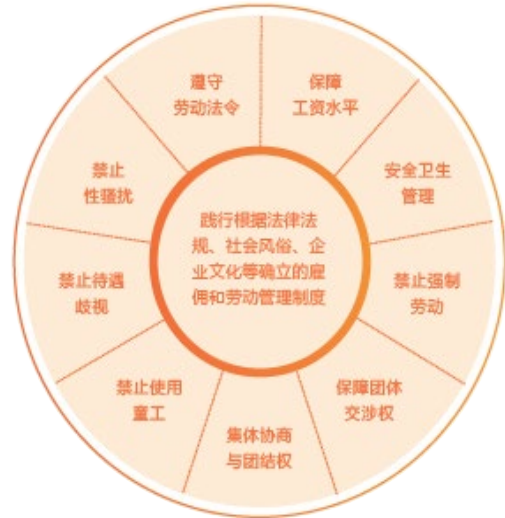 遵守
劳动法令
保障
工资水平
安全卫生
管理
禁止强制
劳动
保障团体
交涉权
集体协商
与团结权
禁止使用
童工
禁止待遇
歧视
禁止
性骚扰
践行根据法律法
规、社会风俗、企
业文化等确立的雇
佣和劳动管理制度